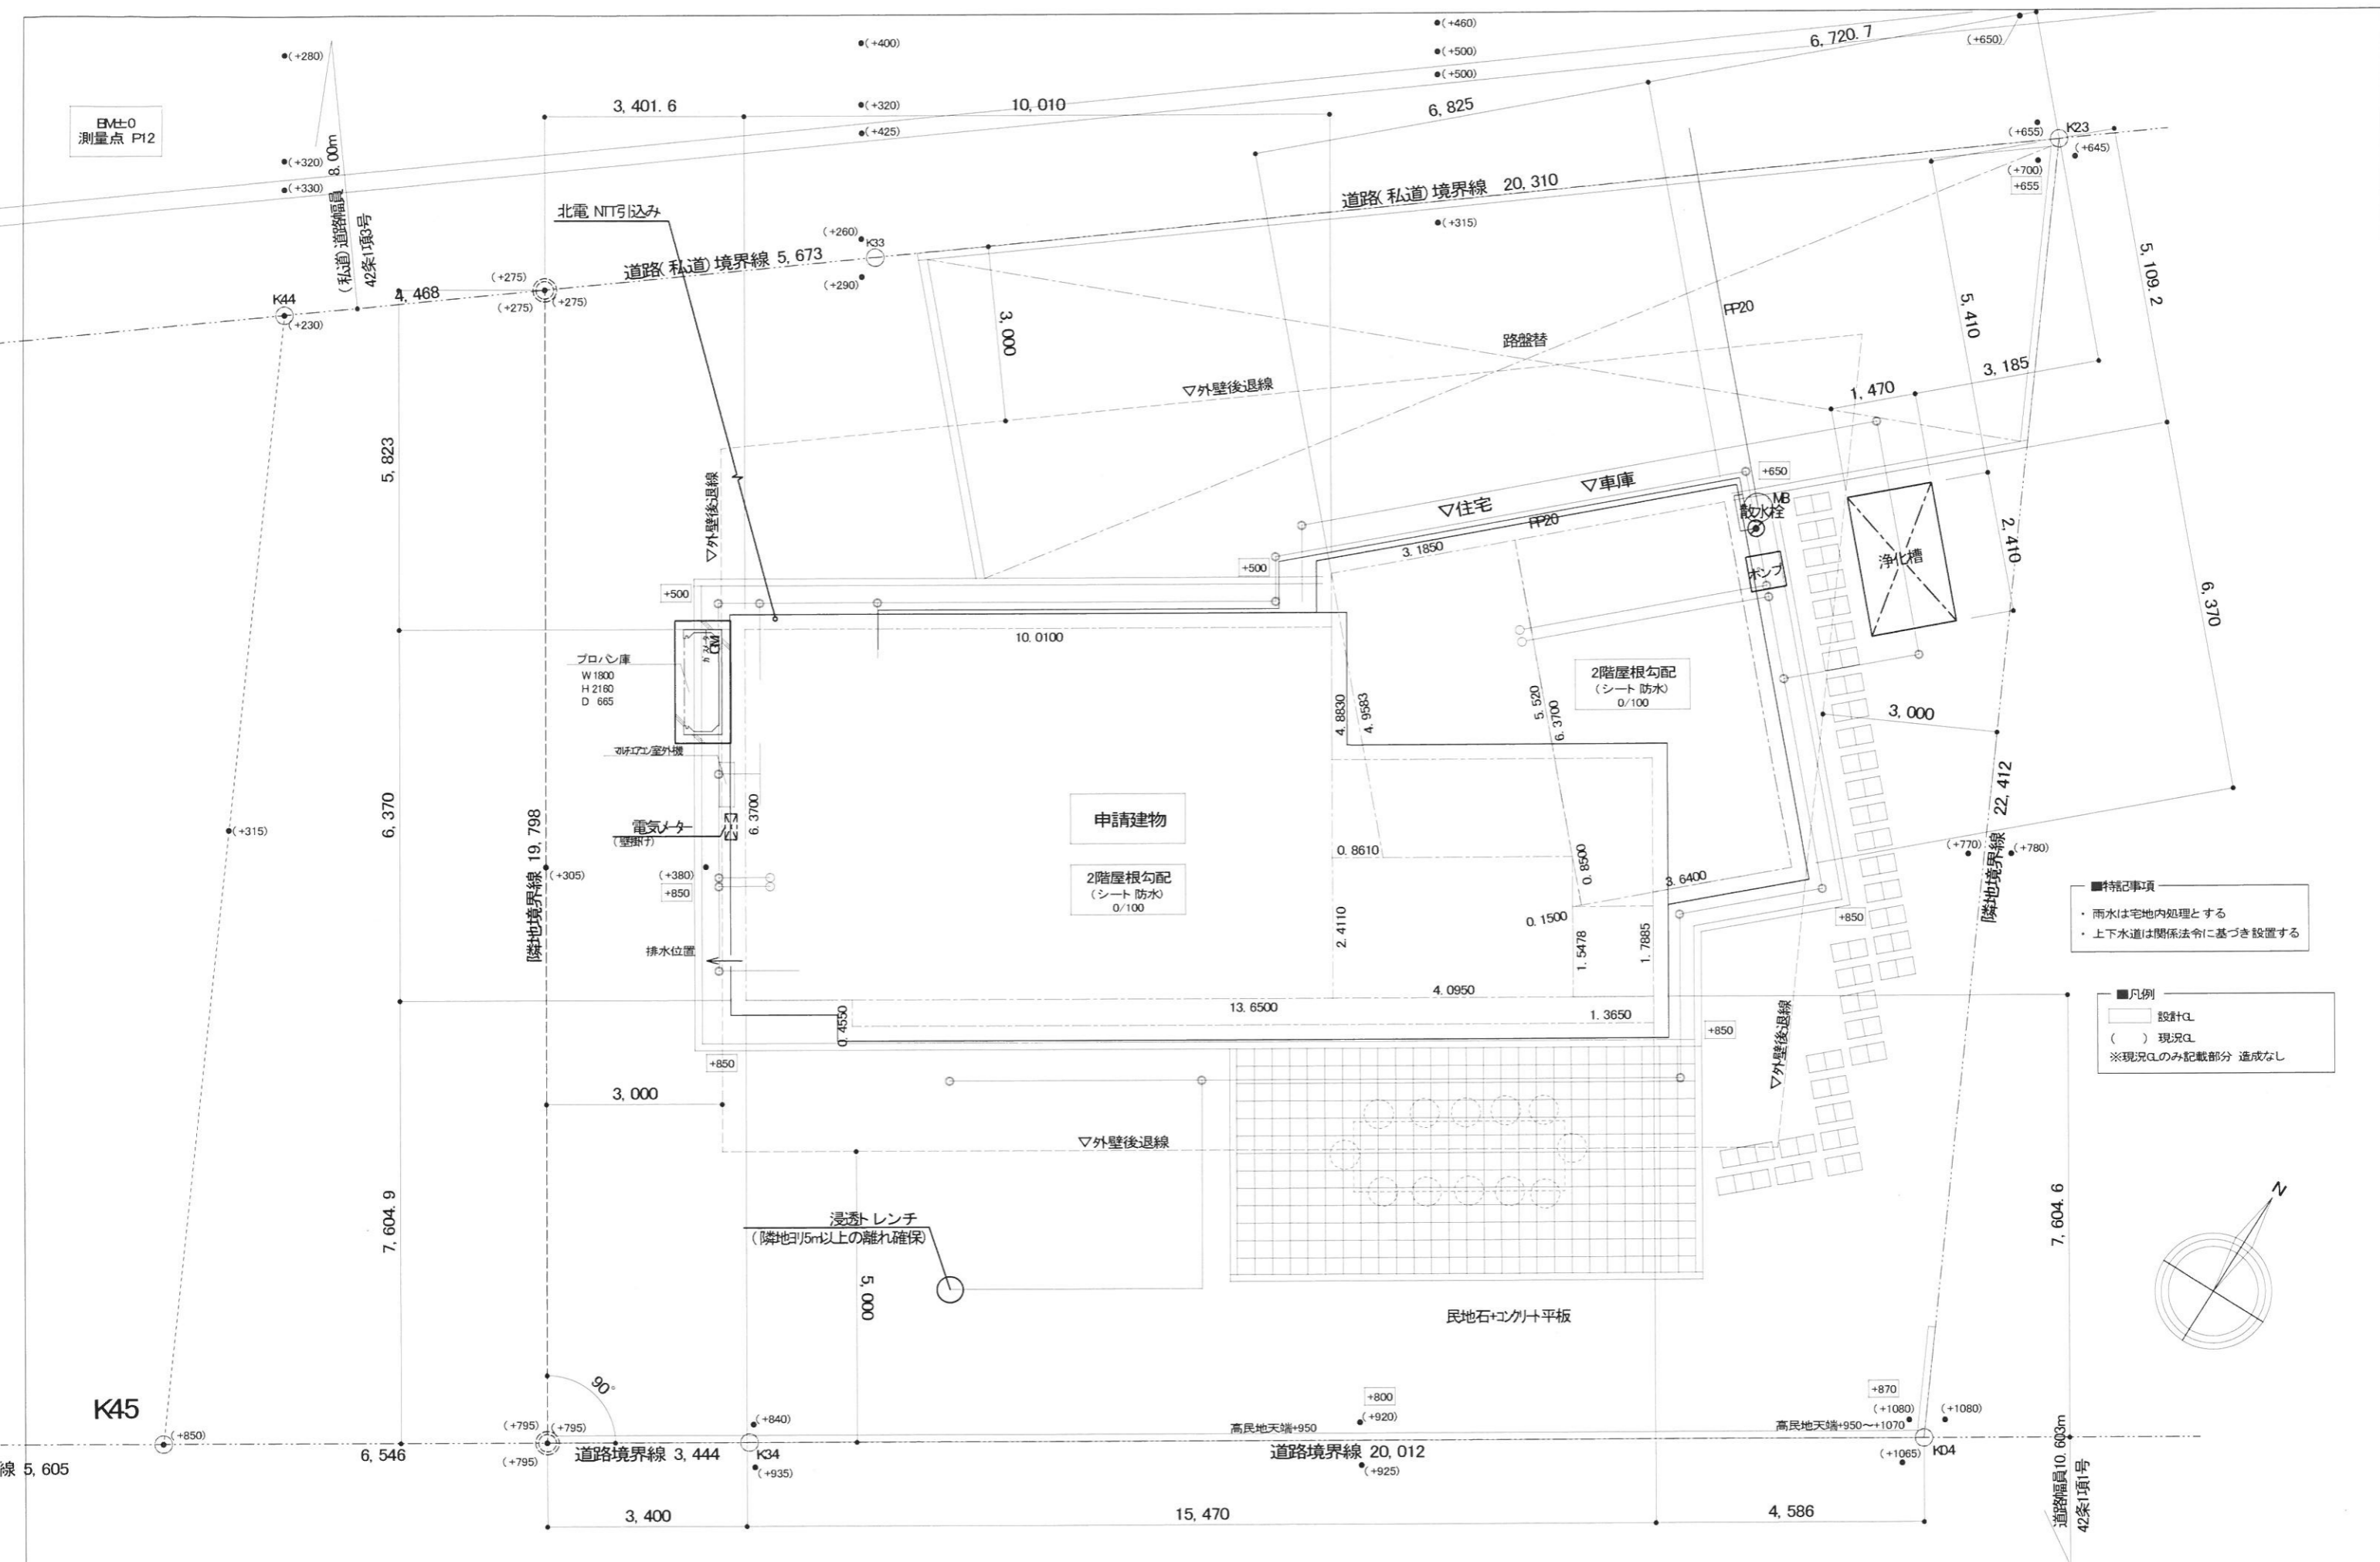 BM±0
測量点 P12
(+280)
(+320)
(+330)
(私道)道路幅員 8.00m
42条1項3号
3,401.6
10,010
(+400)
(+320)
(+425)
(+460)
(+500)
(+500)
6,825
6,720.7
(+650)
(+655)
K23
(+645)
(+700)
+655
北電 NTT引込み
道路(私道)境界線 5,673
(+260)
K33
(+290)
道路(私道)境界線 20,310
(+315)
K44
(+230)
4,468
(+275)
(+275)
(+275)
3,000
▽外壁後退線
路盤替
PP20
5,410
5,109.2
3,185
1,470
5,823
▽外壁後退線
▽住宅
▽車庫
+650
MB
散水栓
PP20
3.1850
ポンプ
浄化槽
2,410
6,370
+500
+500
10.0100
プロパン庫
W 1800
H 2160
D 665
ガスメータ
GM
マルチエアコン室外機
電気メーター
(壁掛け)
6.3700
6,370
隣地境界線 19,798
(+315)
(+305)
(+380)
+850
排水位置
申請建物
2階屋根勾配
(シート防水)
0/100
2階屋根勾配
(シート防水)
0/100
4.8830
4.9583
5.520
6.3700
0.8610
0.8500
3.6400
0.1500
2.4110
1.5478
1.7885
4.0950
13.6500
1.3650
0.4550
3,000
隣地境界線 22,412
(+770)
(+780)
+850
+850
+850
■特記事項
・ 雨水は宅地内処理とする
・ 上下水道は関係法令に基づき設置する
■凡例
設計GL
( ) 現況GL
※現況GLのみ記載部分 造成なし
3,000
▽外壁後退線
▽外壁後退線
7,604.9
浸透トレンチ
(隣地ヨリ5m以上の離れ確保)
5,000
民地石+コンクリート平板
7,604.6
N
90°
K45
(+850)
線 5,605
6,546
(+795)
(+795)
(+795)
道路境界線 3,444
(+840)
K34
(+935)
高民地天端+950
道路境界線 20,012
+800
(+920)
(+925)
高民地天端+950～+1070
+870
(+1080)
(+1080)
(+1065)
K04
道路幅員10.603m
42条1項1号
3,400
15,470
4,586